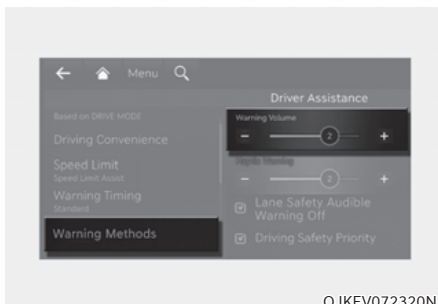 Menu
Driver Assistance
Based on DRIVE MODE
Driving Convenience
Speed Limit
Speed Limit Assist
Warning Timing
Standard
Warning Methods
Warning Volume
- 2 +
Haptic Warning
- 2 +
Lane Safety Audible
Warning Off
Driving Safety Priority
OJKEV072320N